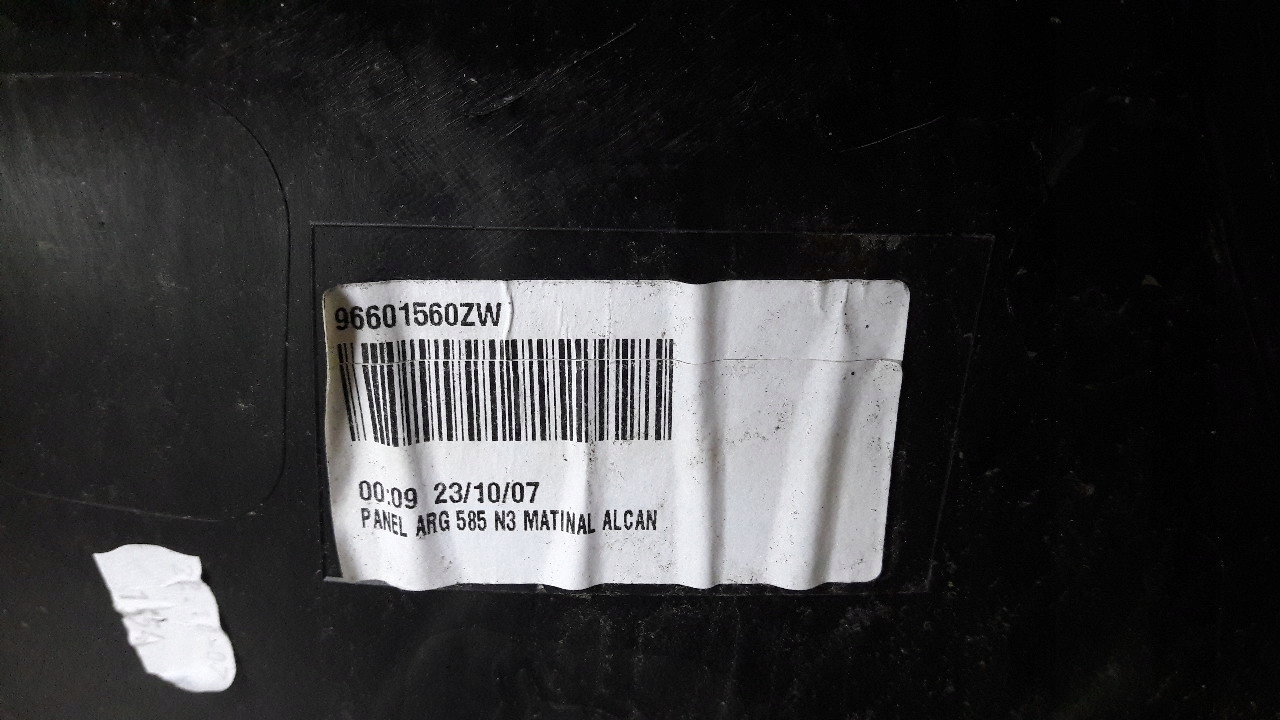 96601560ZW
00:09 23/10/07
PANEL ARG 585 N3 MATINAL ALCAN